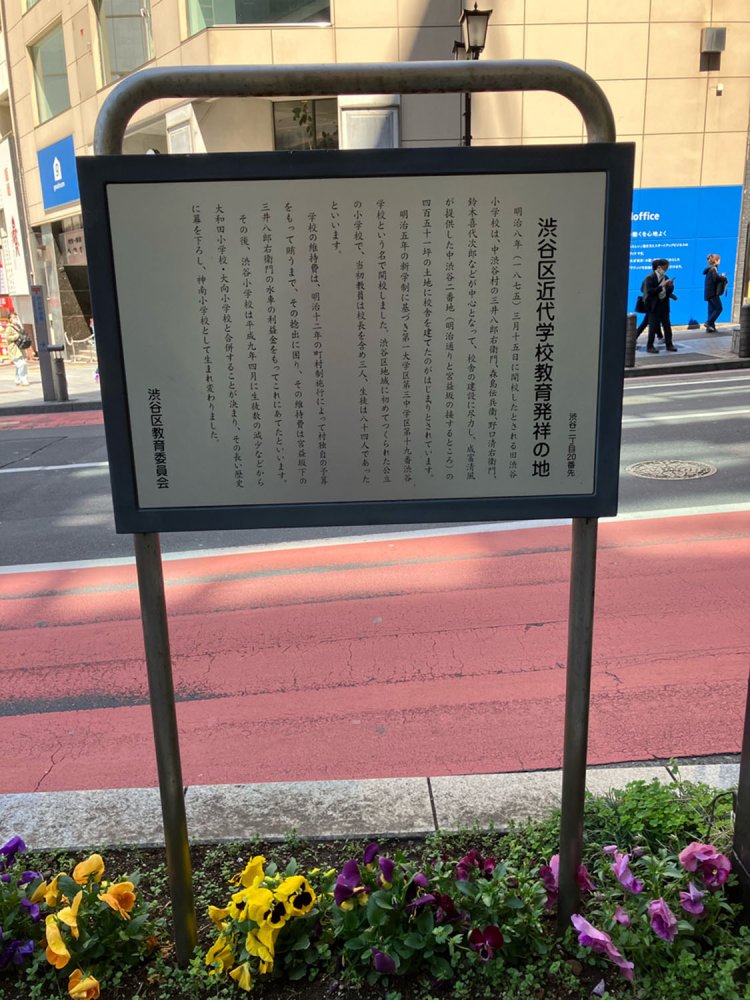 渋谷区近代学校教育発祥の地
渋谷二丁目20番先
明治八年（一八七五）三月十五日に開校したとされる旧渋谷
小学校は、中渋谷村の三井八郎右衛門、森島伝兵衛、野口清右衛門、
鈴木喜代次郎などが中心となって、校舎の建設に尽力し、成富清風
が提供した中渋谷二番地（明治通りと宮益坂の接するところ）の
四百五十一坪の土地に校舎を建てたのがはじまりとされています。
明治五年の新学制に基づき第一大学区第三中学区第十九番渋谷
学校という名で開校しました。渋谷区地域に初めてつくられた公立
の小学校で、当初教員は校長を含め三人、生徒は八十四人であった
といいます。
学校の維持費は、明治十二年の町村制施行によって村独自の予算
をもって賄うまで、その捻出に困り、その維持費は宮益坂下の
三井八郎右衛門の水車の利益金をもってこれにあてたといいます。
その後、渋谷小学校は平成九年四月に生徒数の減少などから
大和田小学校・大向小学校と合併することが決まり、その長い歴史
に幕を下ろし、神南小学校として生まれ変わりました。
渋谷区教育委員会
office
働くを心地よく